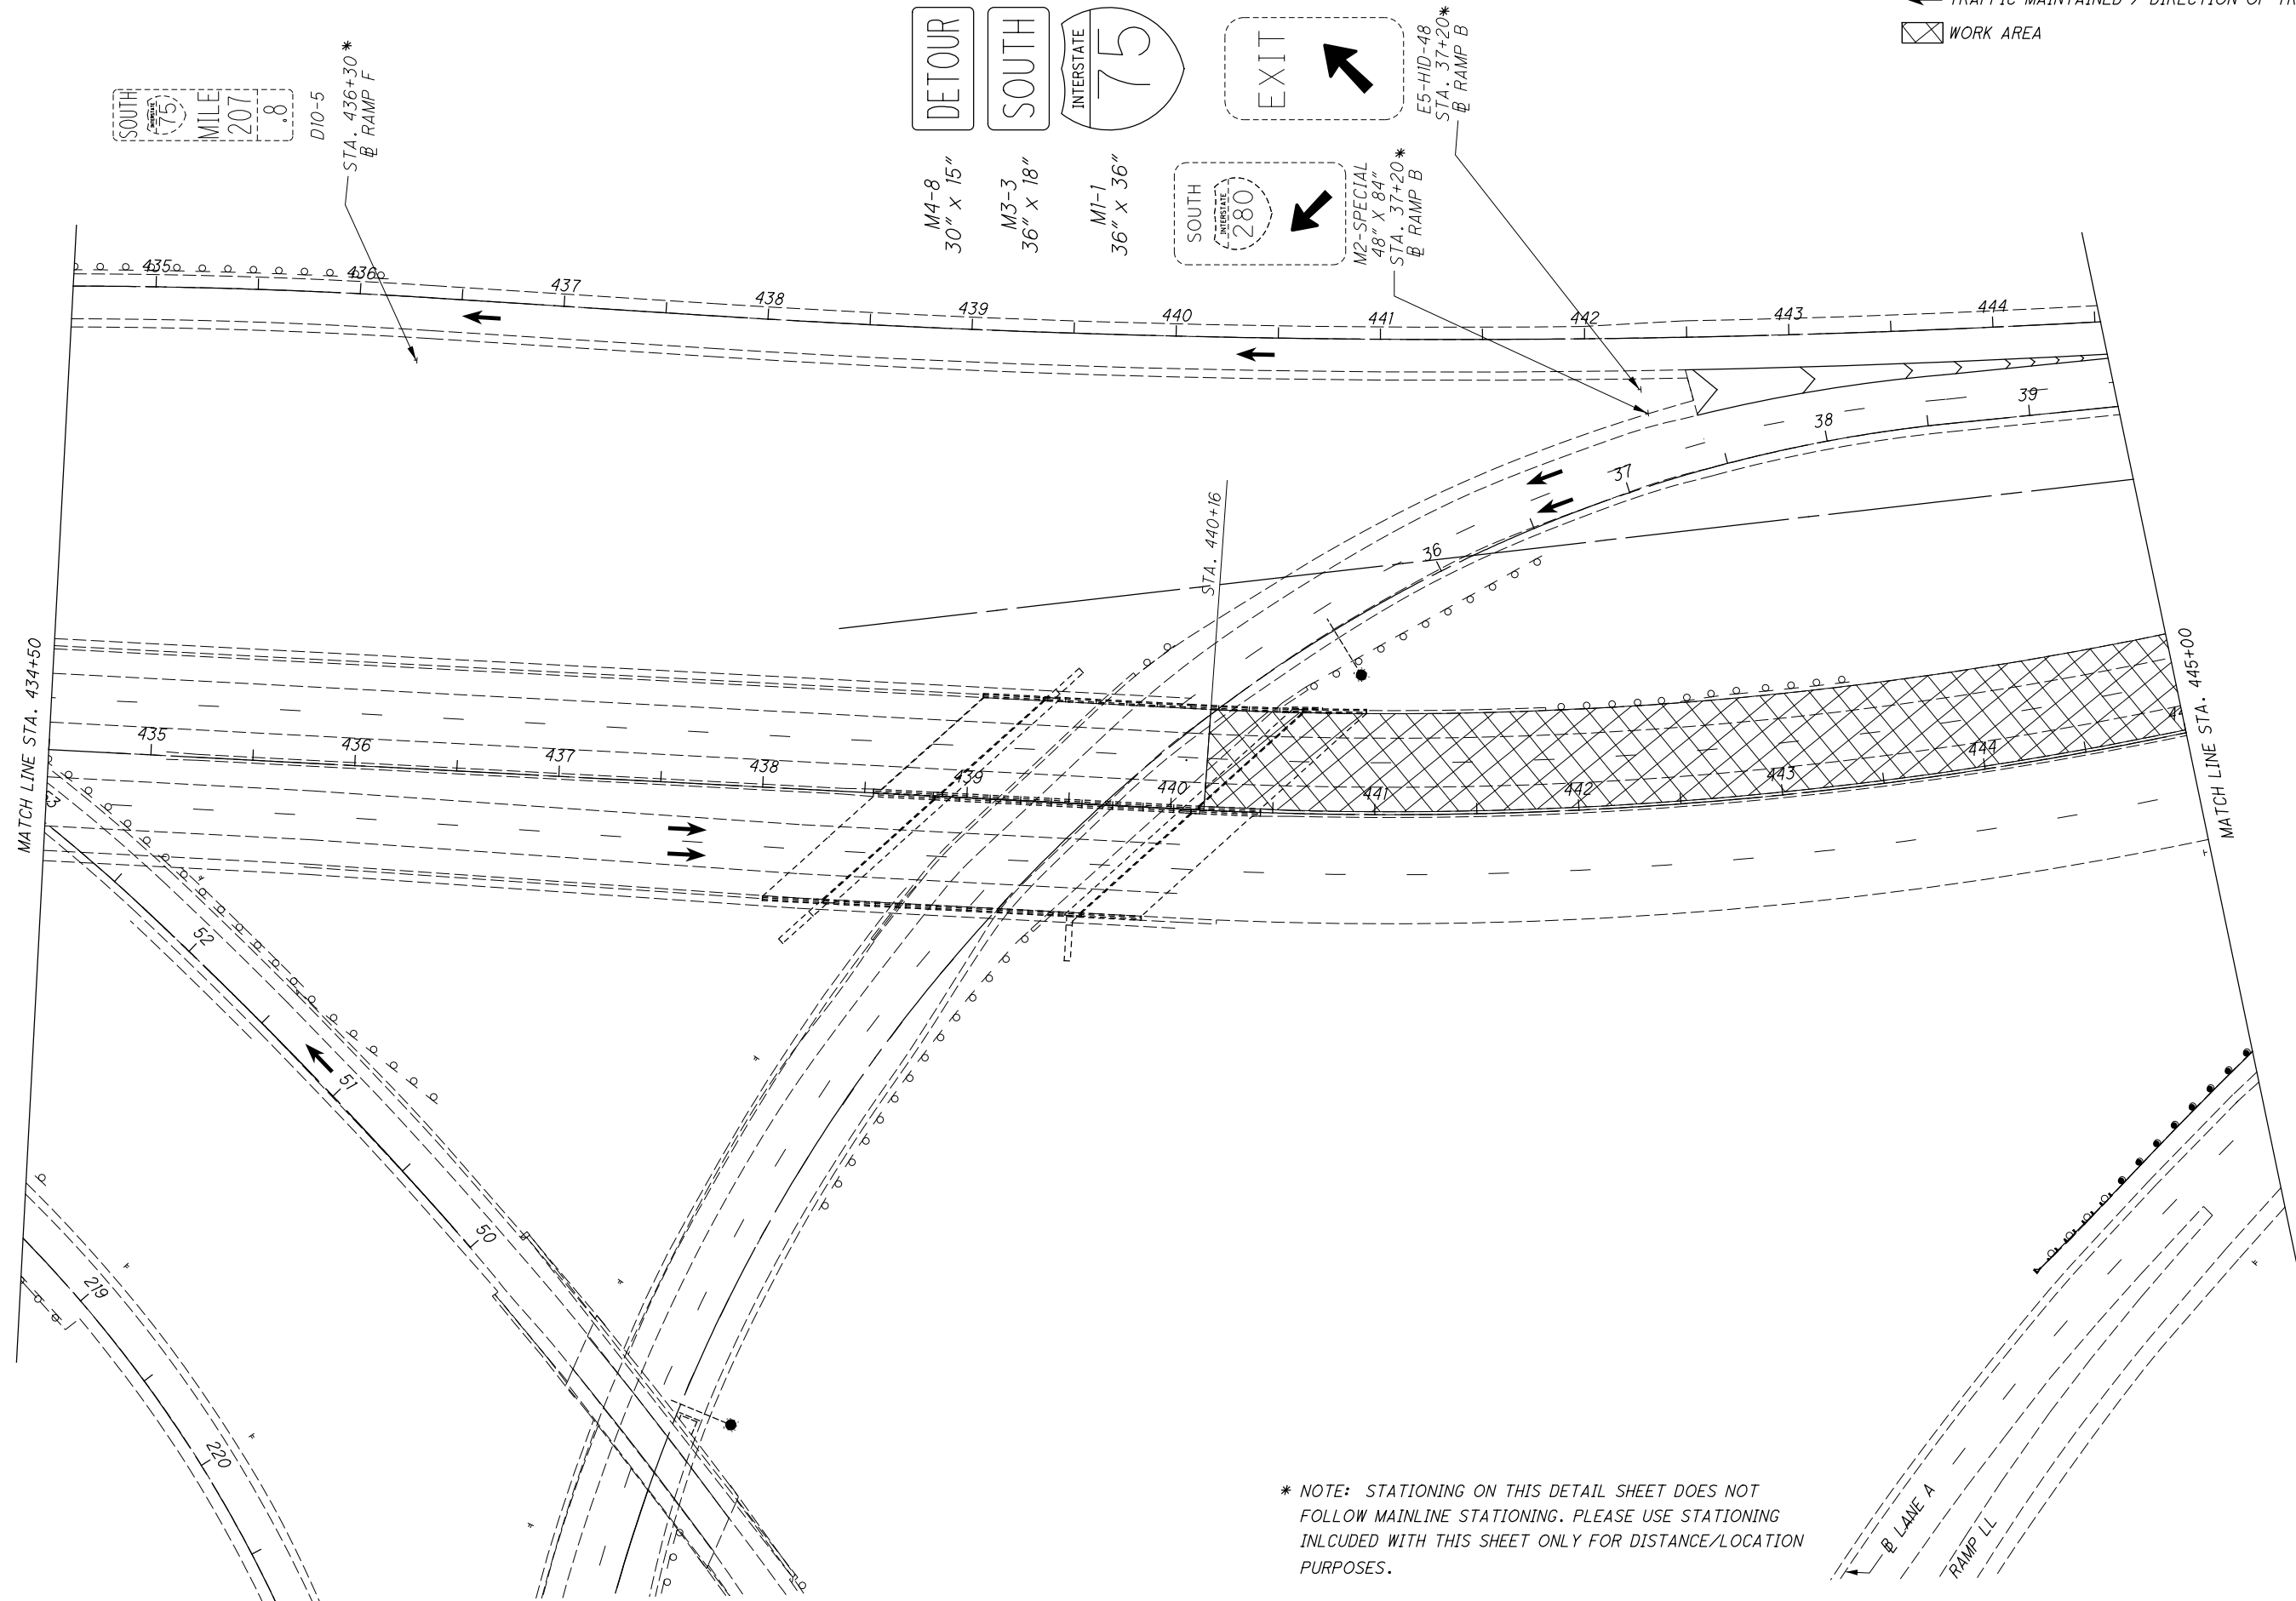 TRAFFIC MAINTAINED / DIRECTION OF TR
WORK AREA
SOUTH
INTERSTATE
75
MILE
207
.8
D10-5
STA. 436+30*
℄ RAMP F
DETOUR
SOUTH
INTERSTATE
75
M4-8
30" x 15"
M3-3
36" x 18"
M1-1
36" x 36"
EXIT
E5-H1D-48
STA. 37+20*
℄ RAMP B
SOUTH
INTERSTATE
280
M2-SPECIAL
48" X 84"
STA. 37+20*
℄ RAMP B
435
436
437
438
439
440
441
442
443
444
39
38
37
36
STA. 440+16
MATCH LINE STA. 434+50
MATCH LINE STA. 445+00
435
436
437
438
439
440
441
442
443
444
53
52
51
50
219
220
* NOTE: STATIONING ON THIS DETAIL SHEET DOES NOT
FOLLOW MAINLINE STATIONING. PLEASE USE STATIONING
INLCUDED WITH THIS SHEET ONLY FOR DISTANCE/LOCATION
PURPOSES.
℄ LANE A
RAMP LL